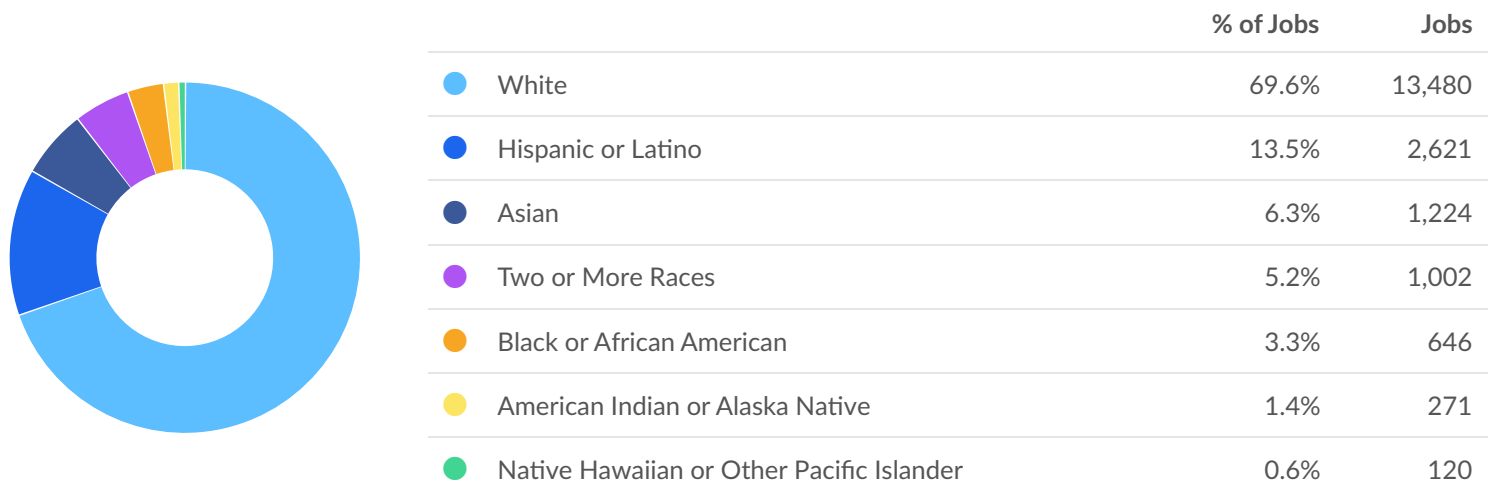 % of Jobs Jobs
White 69.6% 13,480
Hispanic or Latino 13.5% 2,621
Asian 6.3% 1,224
Two or More Races 5.2% 1,002
Black or African American 3.3% 646
American Indian or Alaska Native 1.4% 271
Native Hawaiian or Other Pacific Islander 0.6% 120